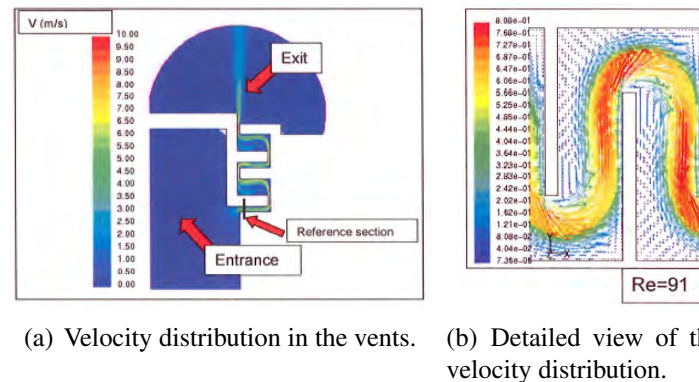 V (m/s)
10.00
9.50
9.00
8.50
8.00
7.50
7.00
6.50
6.00
5.50
5.00
4.50
4.00
3.50
3.00
2.50
2.00
1.50
1.00
0.50
0.00
Exit
Reference section
Entrance
(a) Velocity distribution in the vents.
8.08e-01
7.68e-01
7.27e-01
6.87e-01
6.47e-01
6.06e-01
5.66e-01
5.25e-01
4.85e-01
4.44e-01
4.04e-01
3.64e-01
3.23e-01
2.83e-01
2.42e-01
2.02e-01
1.62e-01
1.21e-01
8.08e-02
4.04e-02
Y
X
Re=91
(b) Detailed view of
velocity distribution.